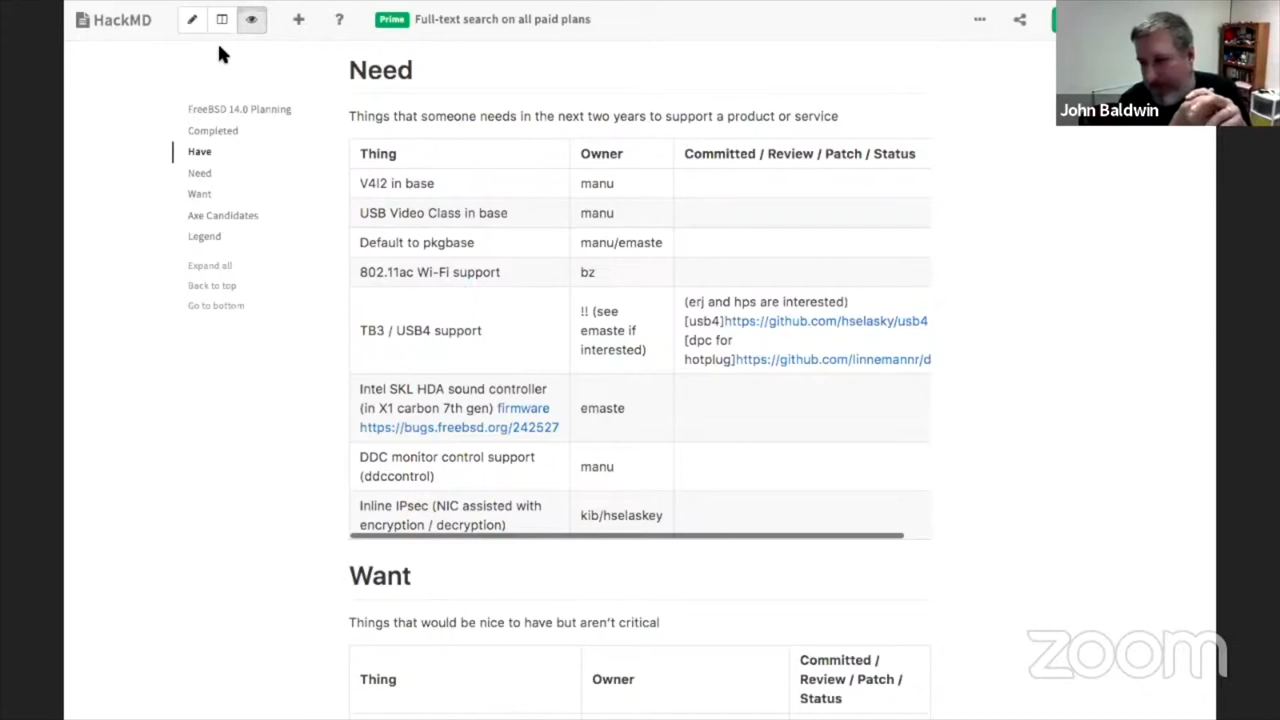 HackMD
?
Prime Full-text search on all paid plans
John Baldwin
FreeBSD 14.0 Planning
Completed
Have
Need
Want
Axe Candidates
Legend
Expand all
Back to top
Go to bottom
Need
Things that someone needs in the next two years to support a product or service
Thing Owner Committed / Review / Patch / Status
V4l2 in base manu
USB Video Class in base manu
Default to pkgbase manu/emaste
802.11ac Wi-Fi support bz
TB3 / USB4 support
!! (see
emaste if
interested)
(erj and hps are interested)
[usb4]https://github.com/hselasky/usb4
[dpc for
hotplug]https://github.com/linnemannr/d
Intel SKL HDA sound controller
(in X1 carbon 7th gen) firmware
https://bugs.freebsd.org/242527
emaste
DDC monitor control support
(ddccontrol)
manu
Inline IPsec (NIC assisted with
encryption / decryption)
kib/hselaskey
Want
Things that would be nice to have but aren't critical
Thing
Owner
Committed /
Review / Patch /
Status
zoom